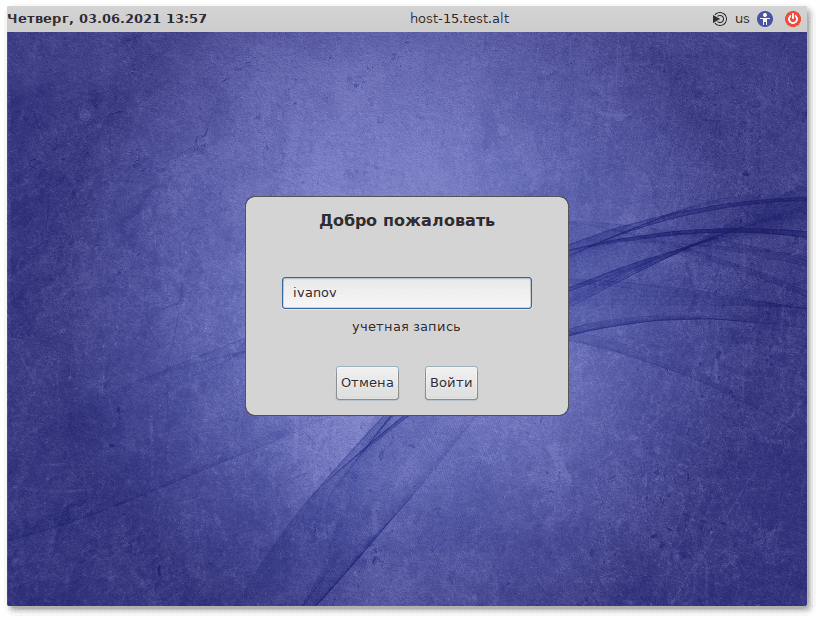 Четверг, 03.06.2021 13:57 host-15.test.alt us
Добро пожаловать
ivanov
учетная запись
Отмена Войти